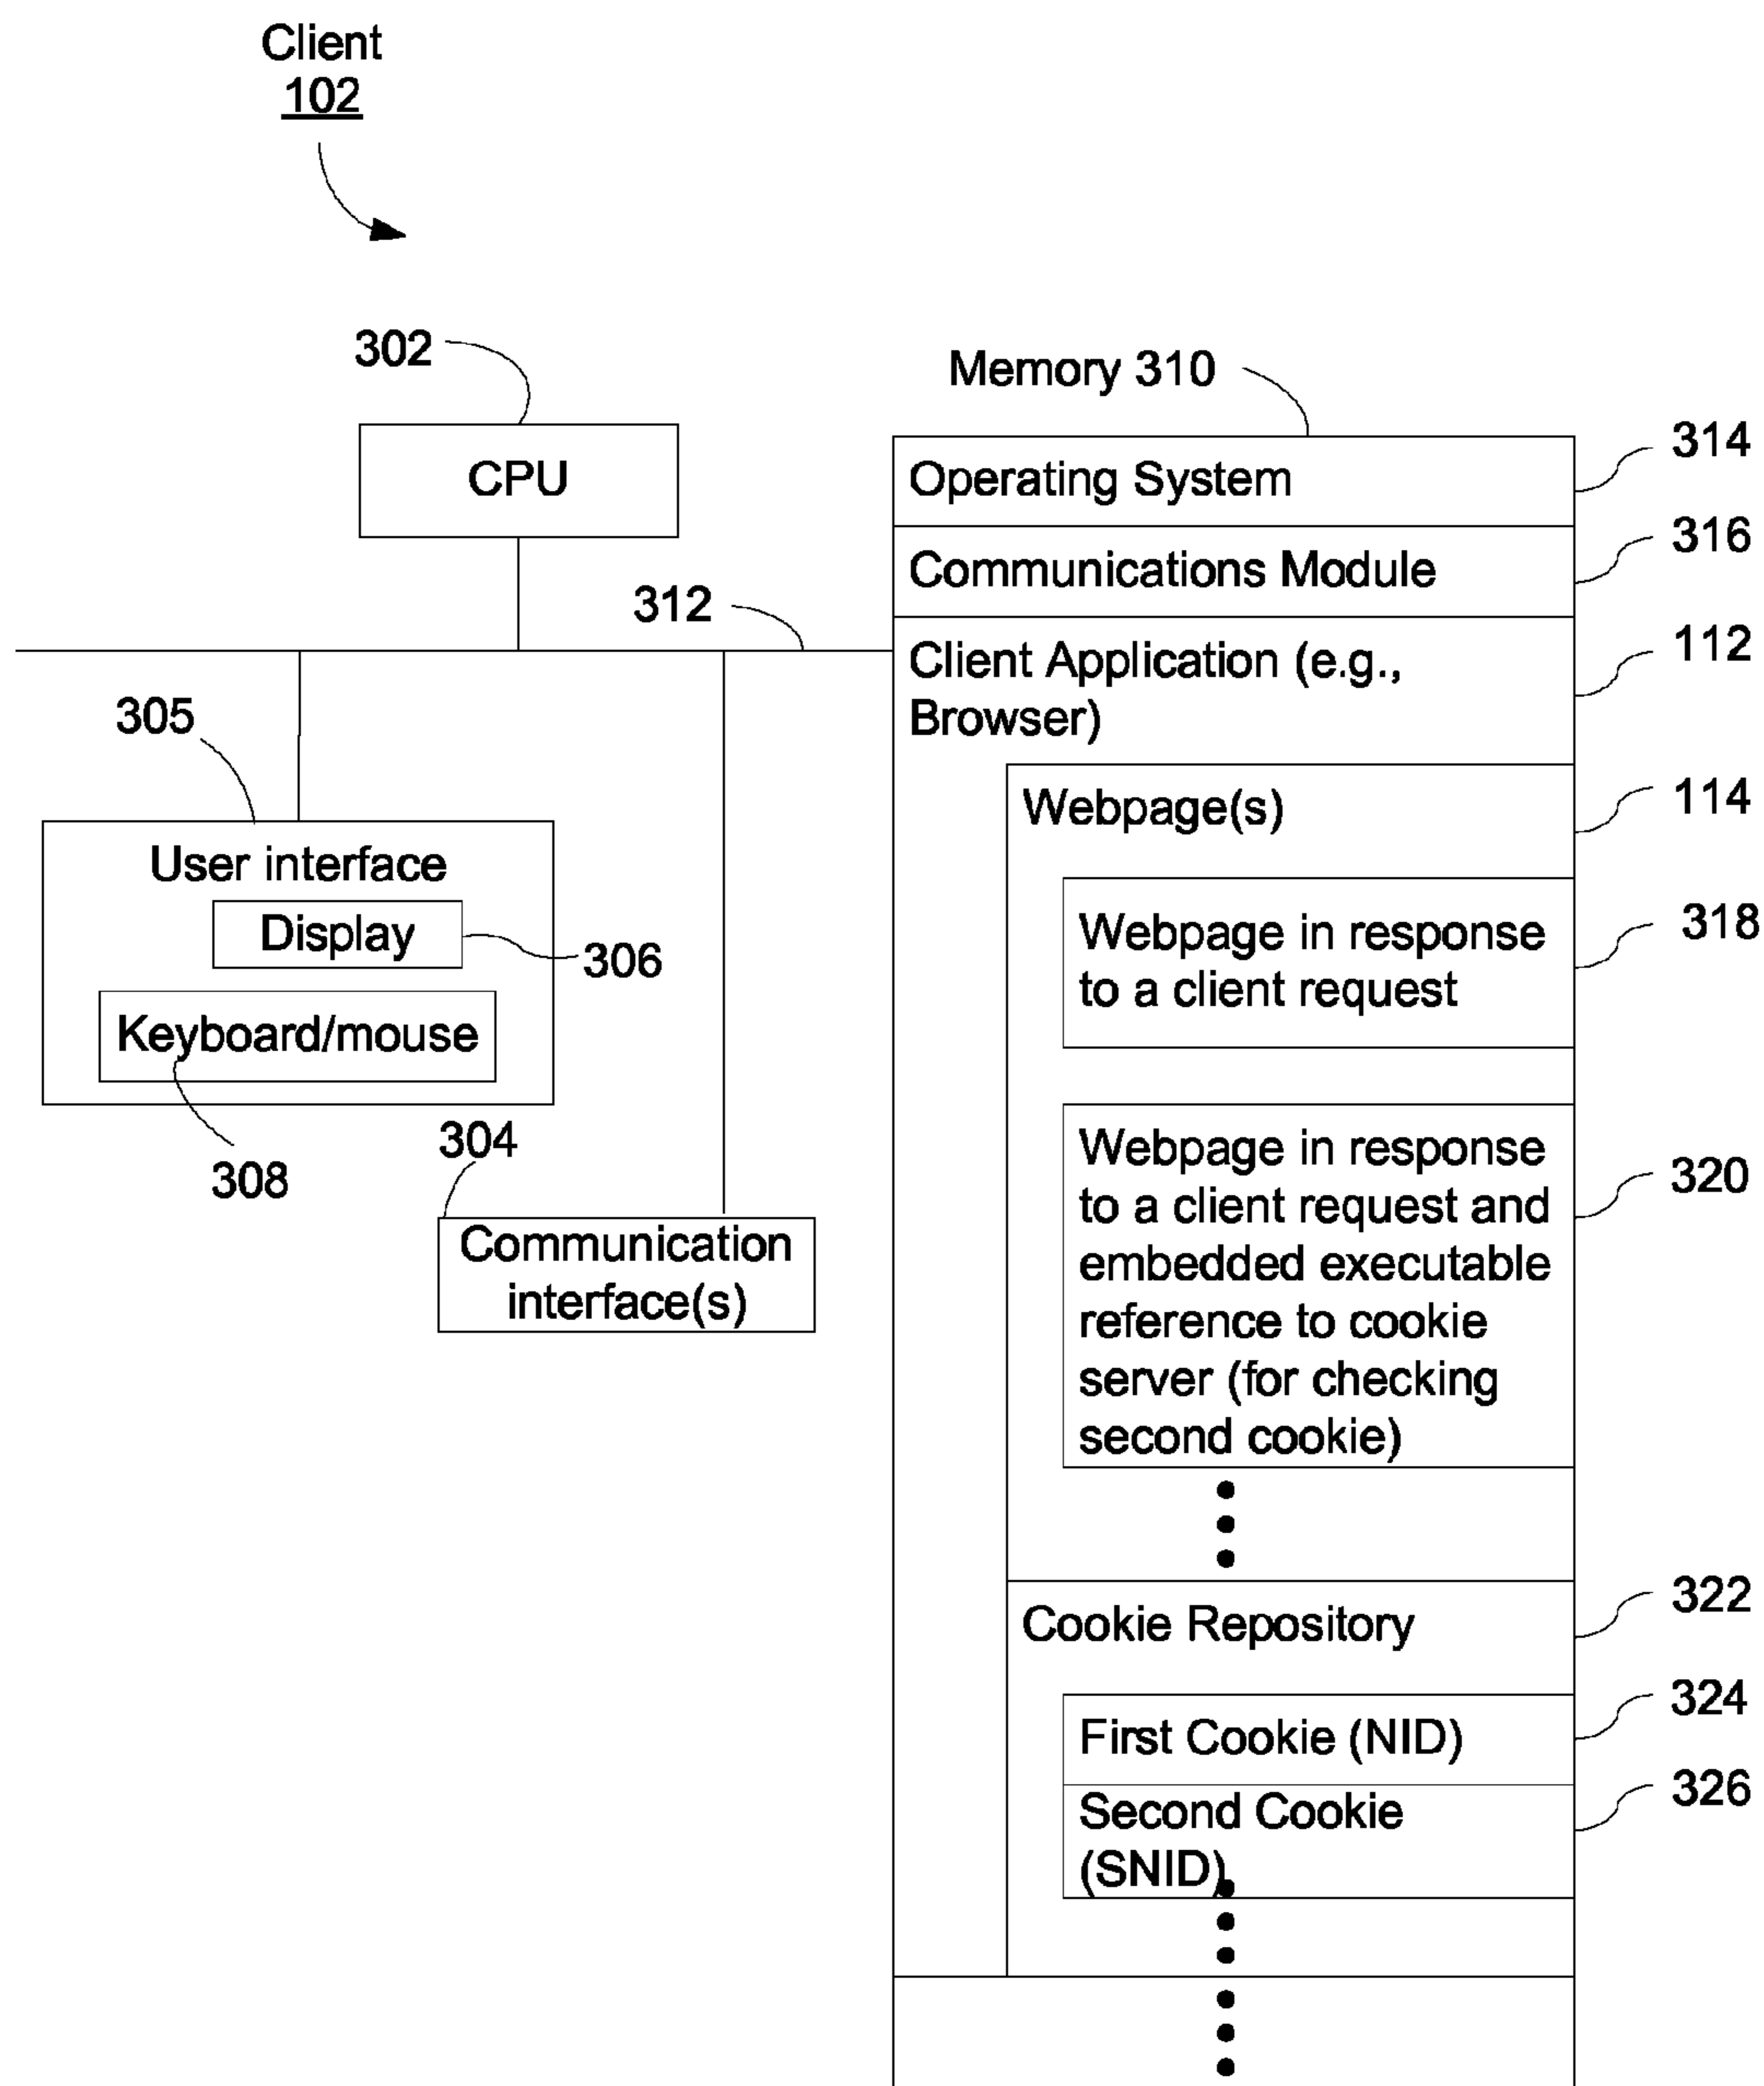 Client
102
302
CPU
312
305
User interface
Display
306
Keyboard/mouse
308
304
Communication
interface(s)
Memory 310
Operating System
314
Communications Module
316
Client Application (e.g.,
Browser)
112
Webpage(s)
114
Webpage in response
to a client request
318
Webpage in response
to a client request and
embedded executable
reference to cookie
server (for checking
second cookie)
320
Cookie Repository
322
First Cookie (NID)
324
Second Cookie
(SNID)
326